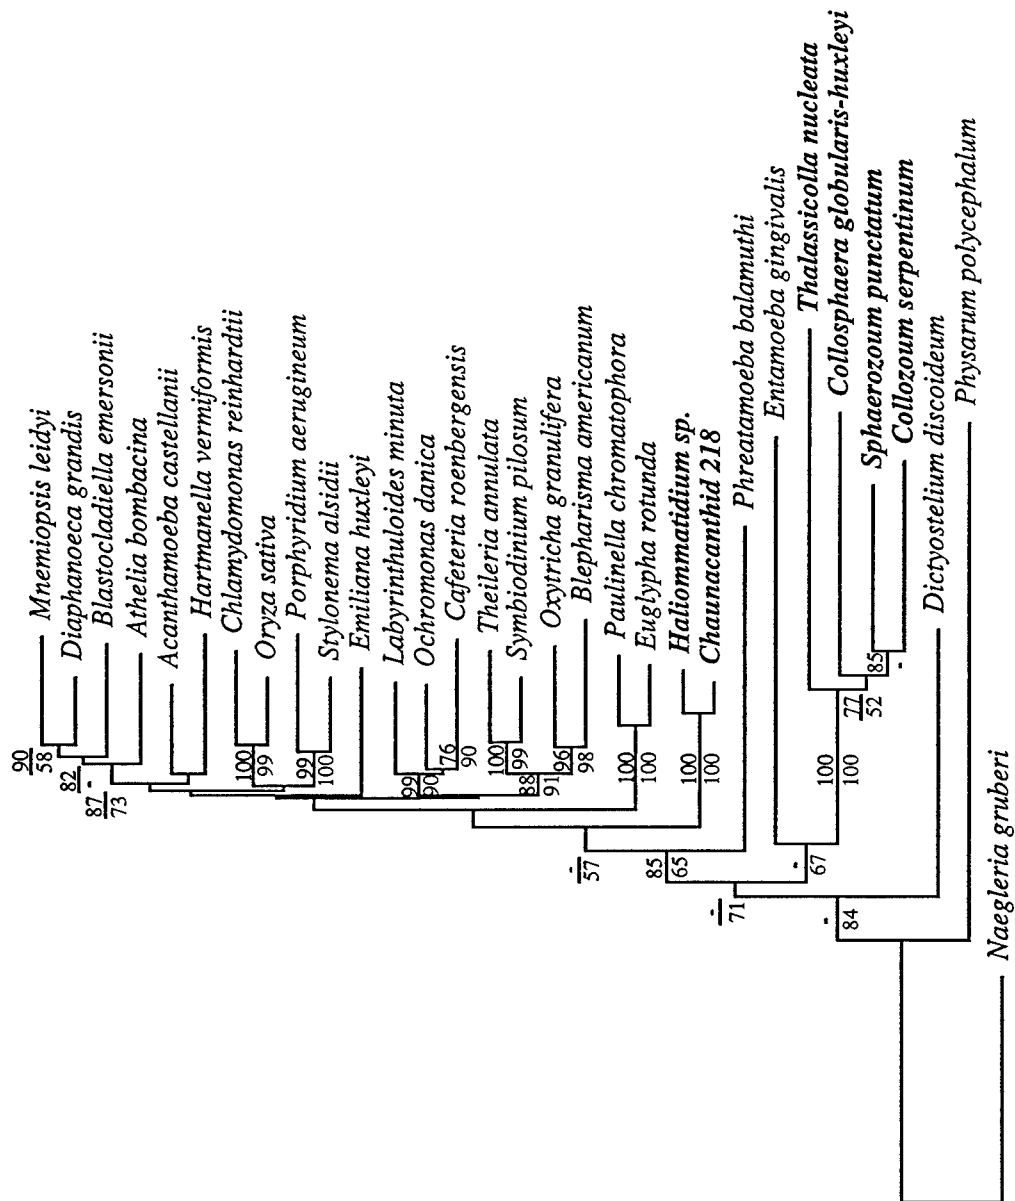 Mnemiopsis leidyi
Diaphanoeca grandis
Blastocladiella emersonii
Athelia bombacina
Acanthamoeba castellanii
Hartmanella vermiformis
Chlamydomonas reinhardtii
Oryza sativa
Porphyridium aerugineum
Stylonema alsidii
Emiliana huxleyi
Labyrinthuloides minuta
Ochromonas danica
Cafeteria roenbergensis
Theileria annulata
Symbiodinium pilosum
Oxytricha granulifera
Blepharisma americanum
Paulinella chromatophora
Euglypha rotunda
Haliommatidium sp.
Chaunacanthid 218
Phreatamoeba balamuthi
Entamoeba gingivalis
Thalassicolla nucleata
Collosphaera globularis-huxleyi
Sphaerozoum punctatum
Collozoum serpentinum
Dictyostelium discoideum
Physarum polycephalum
Naegleria gruberi
90
58
82
-
87
73
100
99
99
100
99
90
76
90
100
99
88
91
96
98
100
100
100
100
-
57
85
65
-
71
-
67
100
100
77
52
85
-
-
84